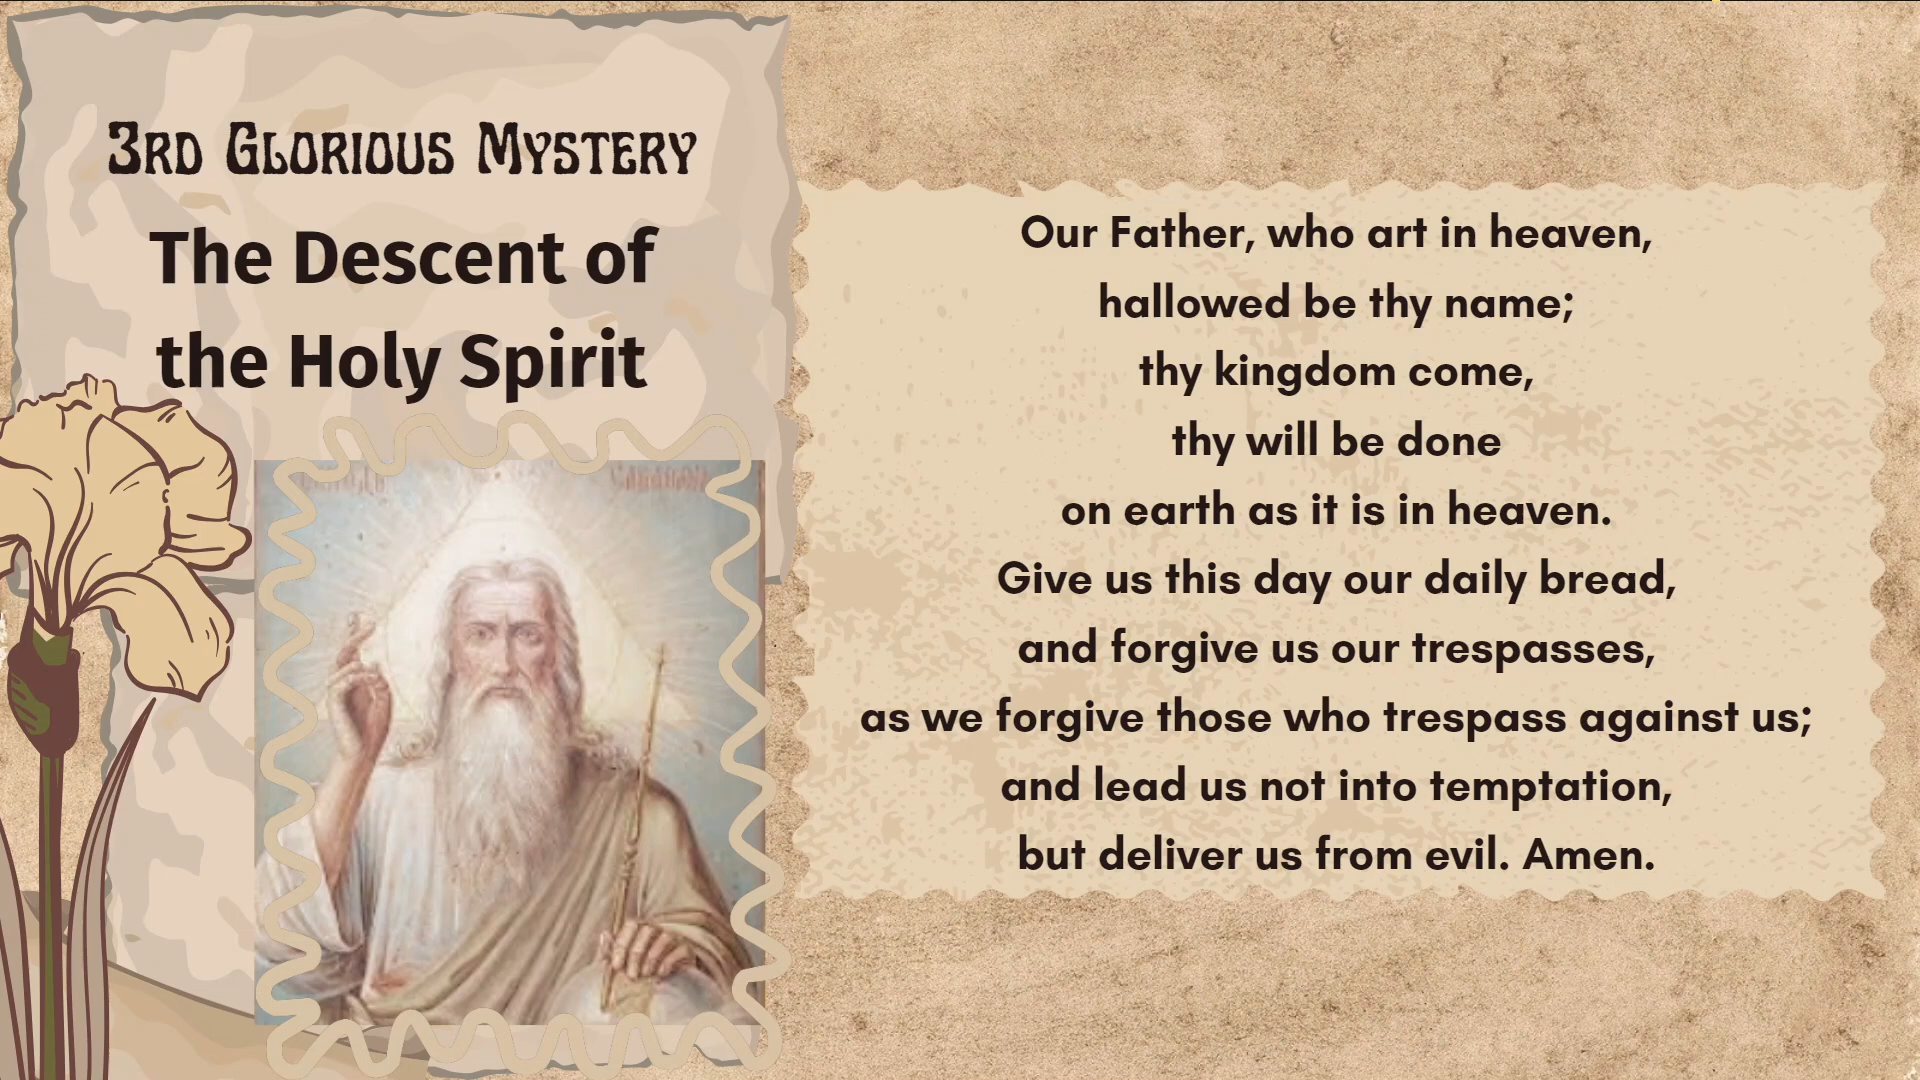 3rd Glorious Mystery
The Descent of
the Holy Spirit
Our Father, who art in heaven,
hallowed be thy name;
thy kingdom come,
thy will be done
on earth as it is in heaven.
Give us this day our daily bread,
and forgive us our trespasses,
as we forgive those who trespass against us;
and lead us not into temptation,
but deliver us from evil. Amen.